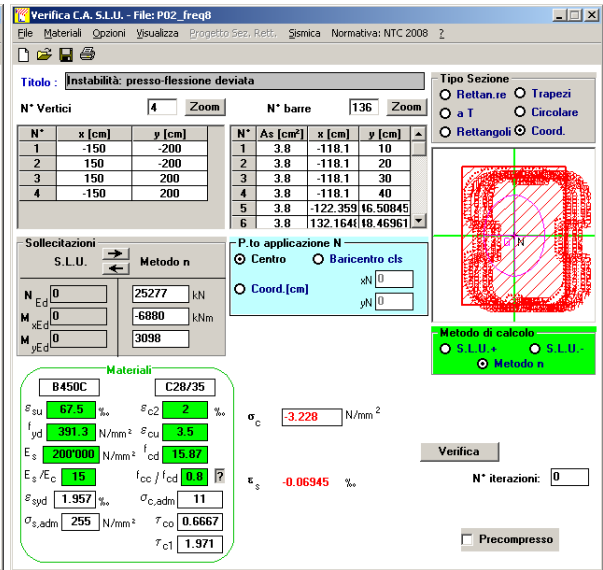 Verifica C.A. S.L.U. - File: P02_freq8
File Materiali Opzioni Visualizza Progetto Sez. Rett. Sismica Normativa: NTC 2008 ?
Titolo : Instabilità: presso-flessione deviata
N° Vertici 4 Zoom N° barre 136 Zoom
N° x [cm] y [cm]
1 -150 -200
2 150 -200
3 150 200
4 -150 200
N° As [cm²] x [cm] y [cm]
1 3.8 -118.1 10
2 3.8 -118.1 20
3 3.8 -118.1 30
4 3.8 -118.1 40
5 3.8 -122.359 46.50845
6 3.8 132.1640 48.46961
Tipo Sezione
Rettan.re Trapezi
a T Circolare
Rettangoli Coord.
G N
Sollecitazioni
S.L.U. Metodo n
N Ed 0 25277 kN
M xEd 0 -6880 kNm
M yEd 0 3098
P.to applicazione N
Centro Baricentro cls
Coord.[cm] xN 0
yN 0
Metodo di calcolo
S.L.U.+ S.L.U.-
Metodo n
Materiali
B450C C28/35
εsu 67.5 ‰ εc2 2 ‰
fyd 391.3 N/mm² εcu 3.5
Es 200'000 N/mm² fcd 15.87
Es/Ec 15 fcc / fcd 0.8 ?
εsyd 1.957 ‰ σc,adm 11
σs,adm 255 N/mm² τco 0.6667
τc1 1.971
σc -3.228 N/mm²
εs -0.06945 ‰
Verifica
N° iterazioni: 0
Precompresso